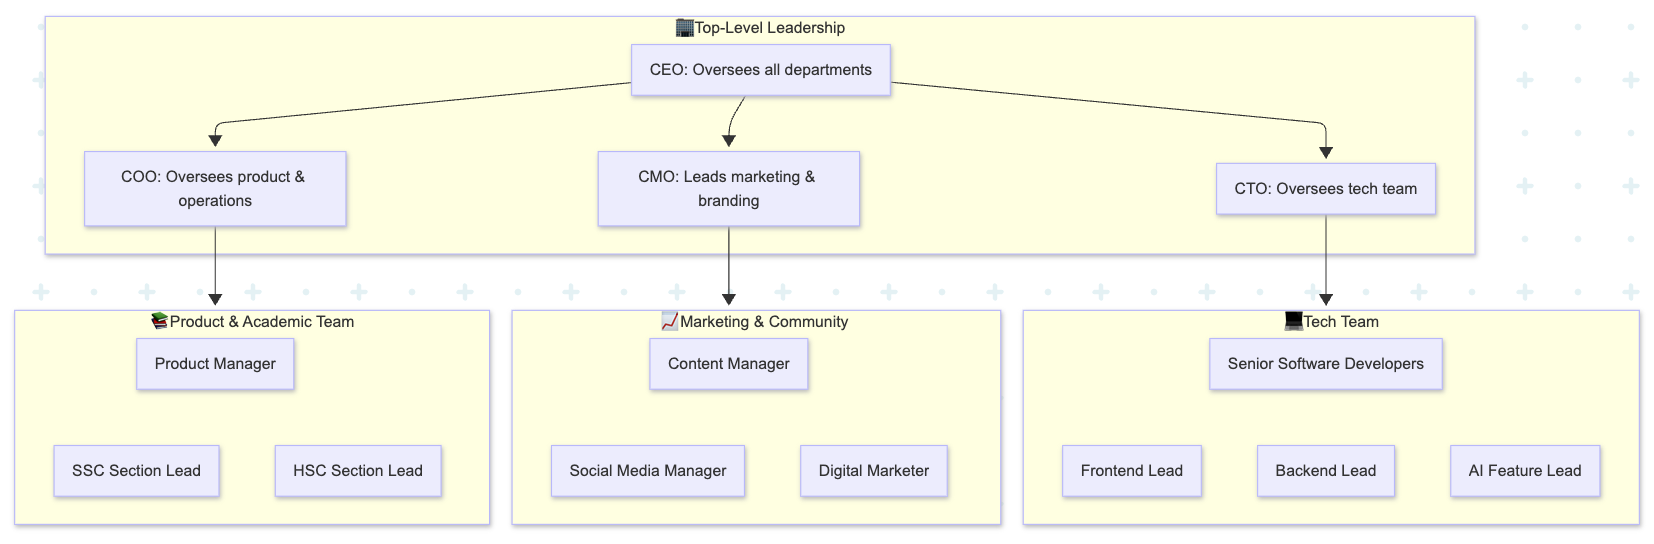 🏢Top-Level Leadership
CEO: Oversees all departments
COO: Oversees product &
operations
CMO: Leads marketing &
branding
CTO: Oversees tech team
📚Product & Academic Team
Product Manager
SSC Section Lead
HSC Section Lead
📈Marketing & Community
Content Manager
Social Media Manager
Digital Marketer
💻Tech Team
Senior Software Developers
Frontend Lead
Backend Lead
AI Feature Lead